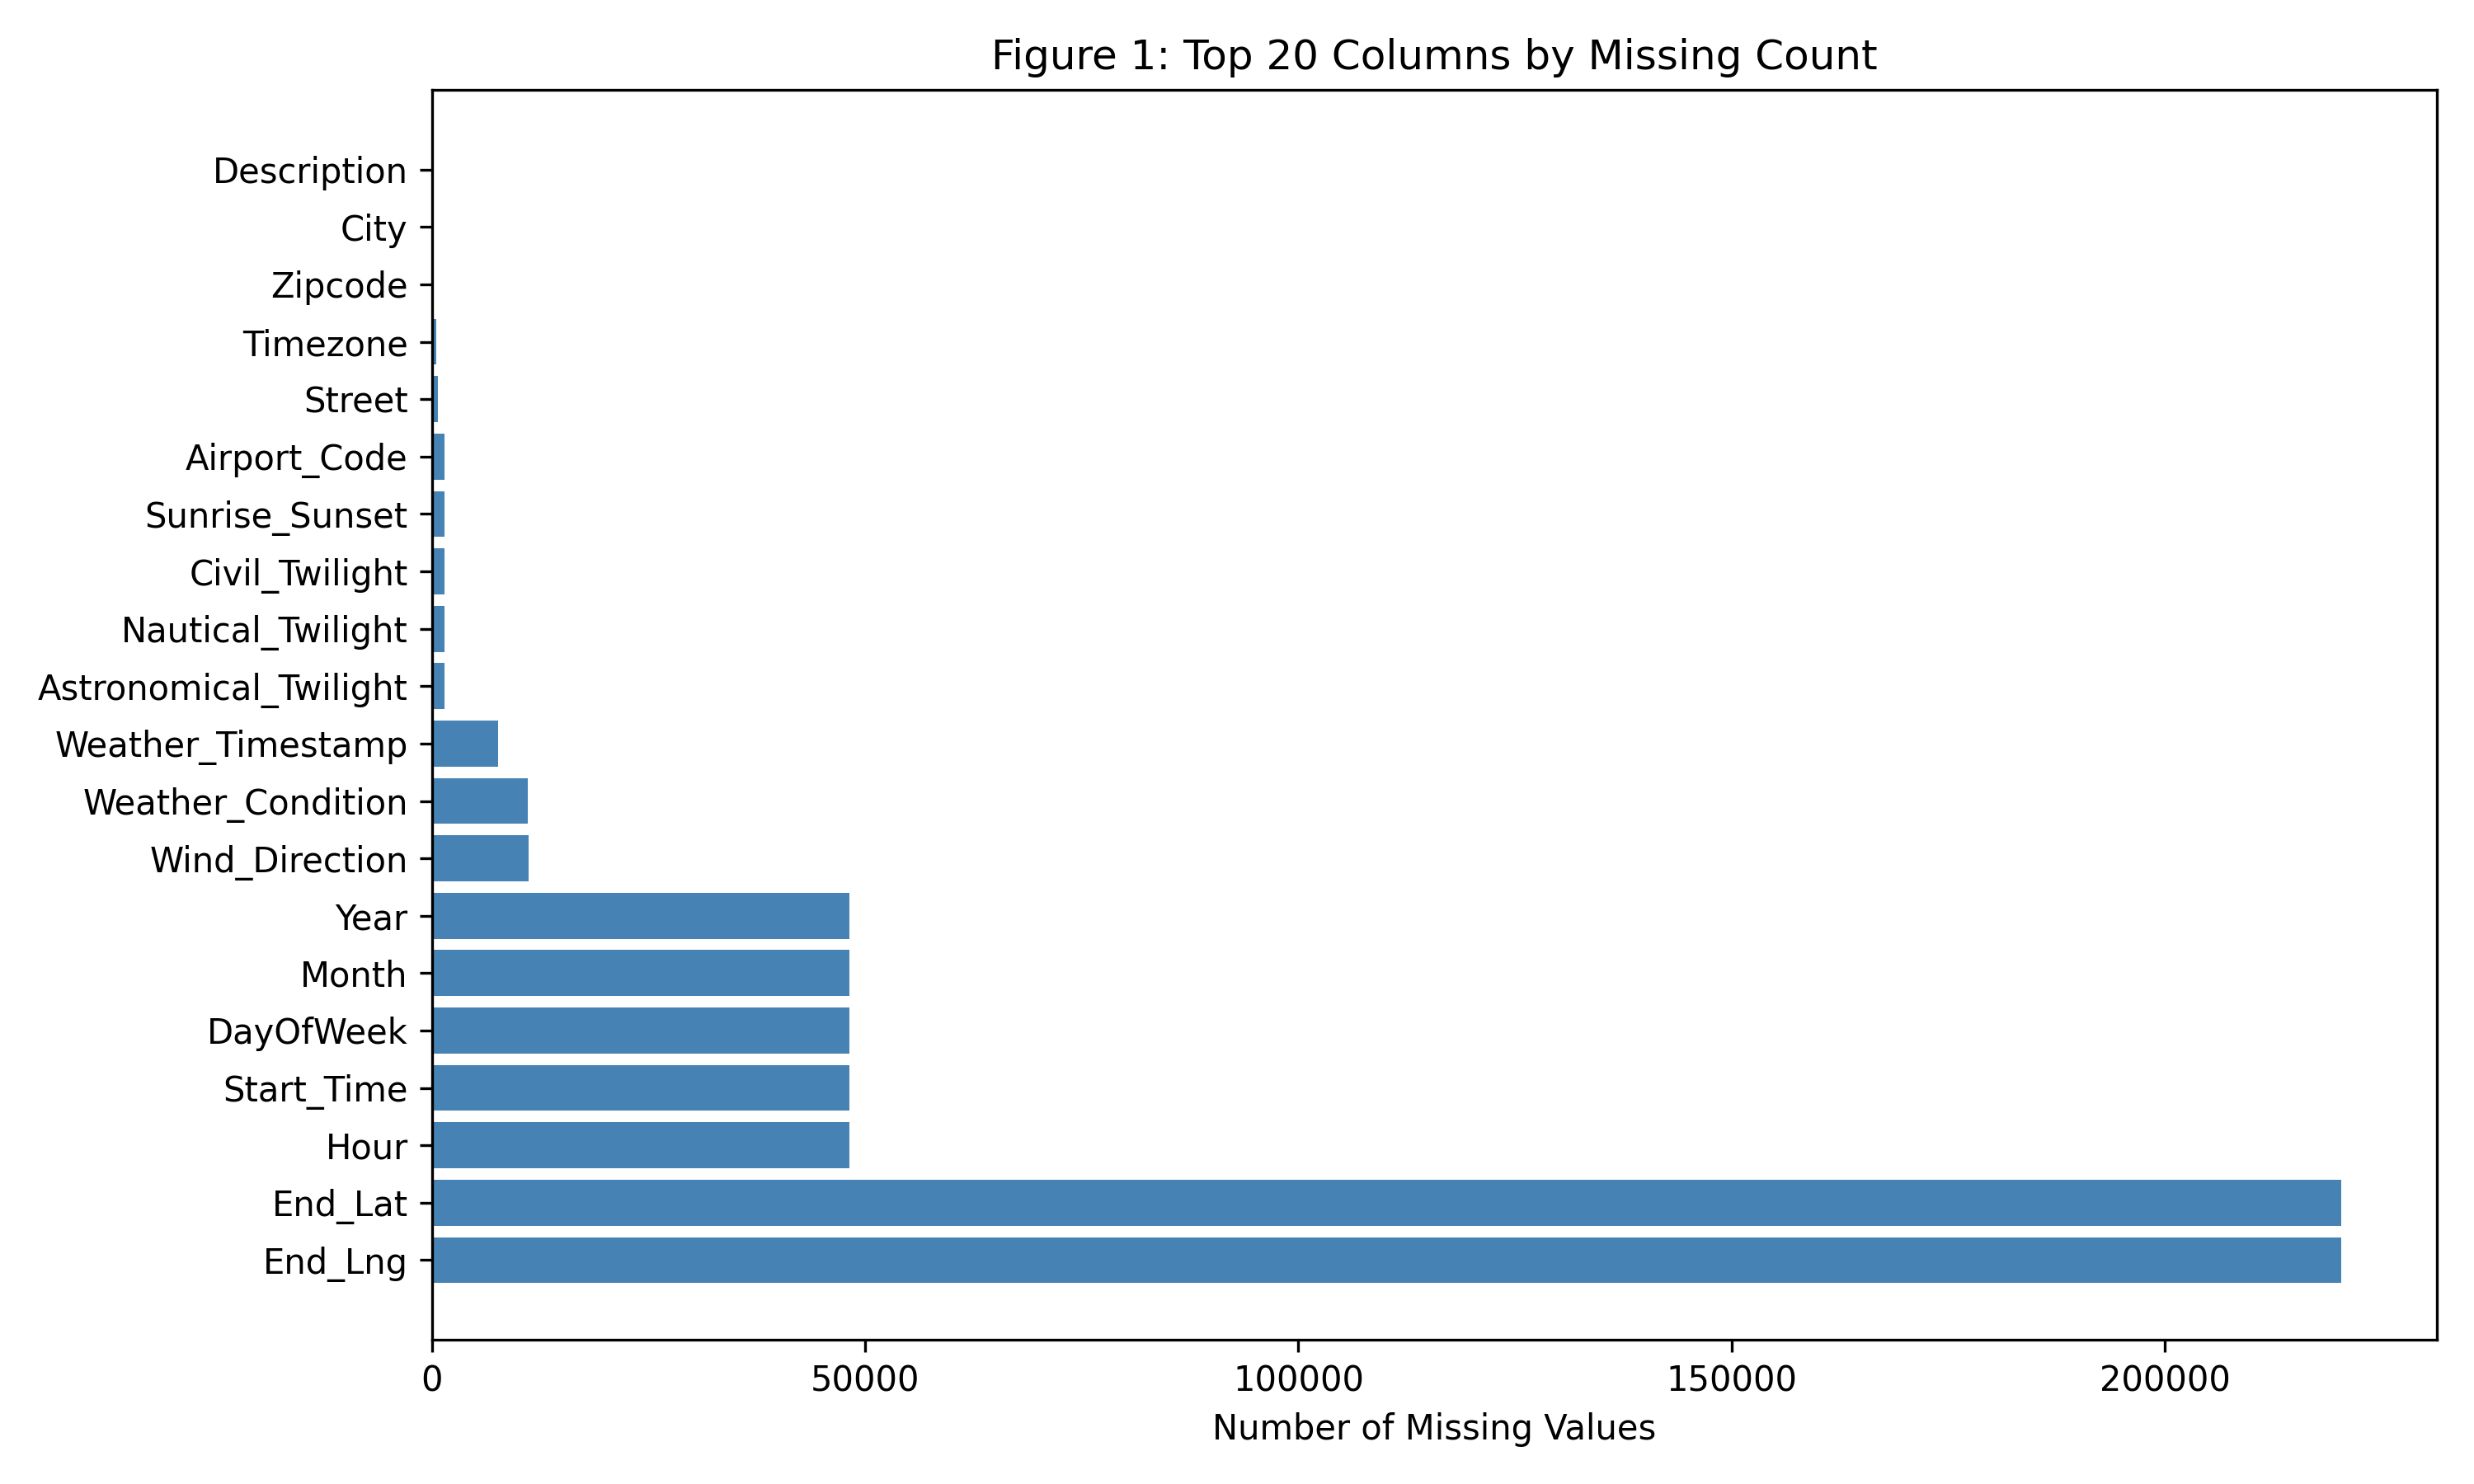 Figure 1: Top 20 Columns by Missing Count
Description
City
Zipcode
Timezone
Street
Airport_Code
Sunrise_Sunset
Civil_Twilight
Nautical_Twilight
Astronomical_Twilight
Weather_Timestamp
Weather_Condition
Wind_Direction
Year
Month
DayOfWeek
Start_Time
Hour
End_Lat
End_Lng
0 50000 100000 150000 200000
Number of Missing Values